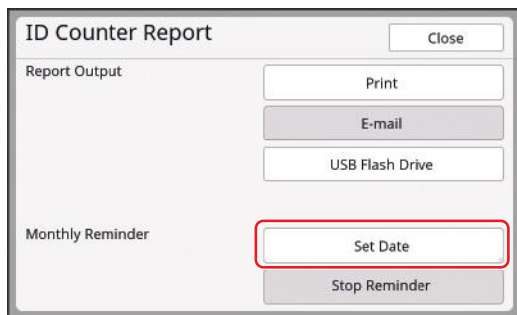 ID Counter Report
Close
Report Output
Print
E-mail
USB Flash Drive
Monthly Reminder
Set Date
Stop Reminder